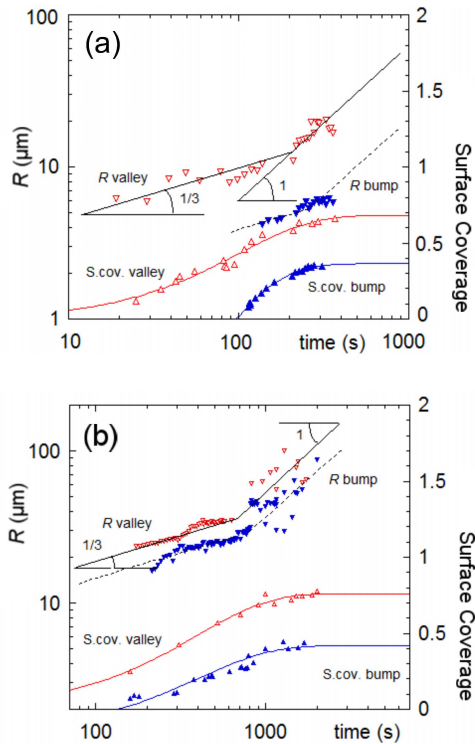 (a)
100
10
1
R (µm)
2
1.5
1
0.5
0
Surface Coverage
R valley
1/3
1
R bump
S.cov. valley
S.cov. bump
10
100
time (s)
1000
(b)
100
10
R (µm)
2
1.5
1
0.5
0
Surface Coverage
1
R bump
R valley
1/3
S.cov. valley
S.cov. bump
100
1000
time (s)